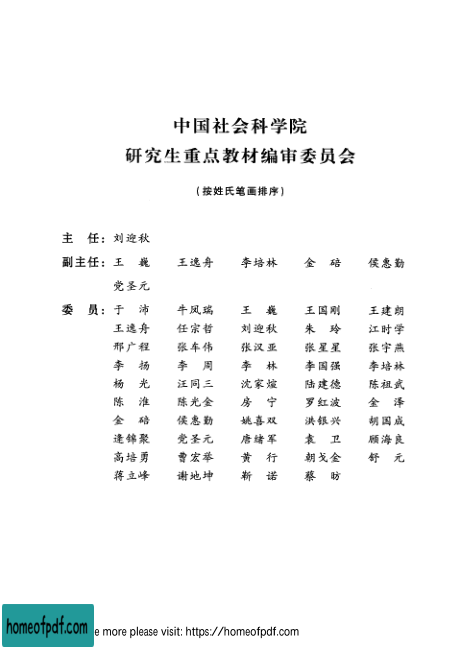 中国社会科学院
研究生重点教材编审委员会
(按姓氏笔画排序)
主 任：刘迎秋
副主任：王 巍 王逸舟 李培林 金 碚 侯惠勤
党圣元
委 员：于 沛 牛凤瑞 王 巍 王国刚 王建朗
王逸舟 任宗哲 刘迎秋 朱 玲 江时学
邢广程 张车伟 张汉亚 张星星 张宇燕
李 扬 李 周 李 林 李国强 李培林
杨 光 汪同三 沈家煊 陆建德 陈祖武
陈 淮 陈光金 房 宁 罗红波 金 泽
金 碚 侯惠勤 姚喜双 洪银兴 胡国成
逄锦聚 党圣元 唐绪军 袁 卫 顾海良
高培勇 曹宏举 黄 行 朝戈金 舒 元
蒋立峰 谢地坤 靳 诺 蔡 昉
homeofpdf.com
e more please visit: https://homeofpdf.com